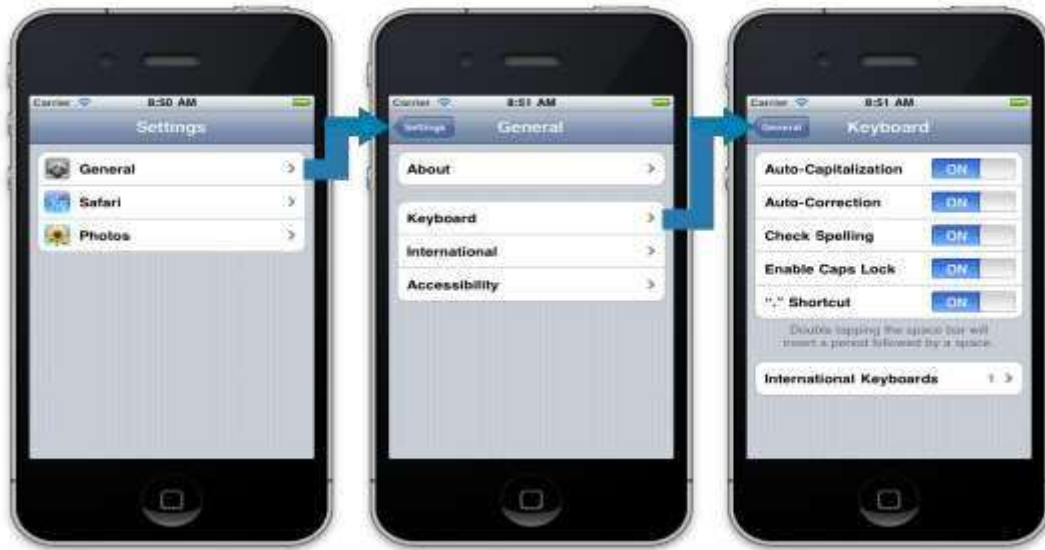 Carrier 8:50 AM
Settings
General
Safari
Photos
Carrier 8:51 AM
Settings General
About
Keyboard
International
Accessibility
Carrier 8:51 AM
General Keyboard
Auto-Capitalization ON
Auto-Correction ON
Check Spelling ON
Enable Caps Lock ON
"." Shortcut ON
Double tapping the space bar will
insert a period followed by a space.
International Keyboards 1